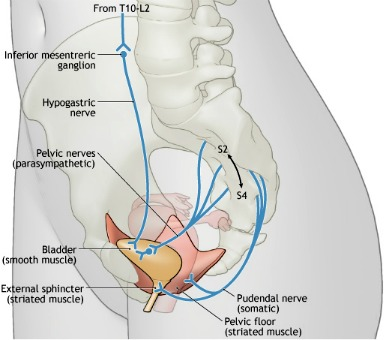 From T10-L2
Inferior mesentreric
ganglion
Hypogastric
nerve
Pelvic nerves
(parasympathetic)
S2
S4
Bladder
(smooth muscle)
External sphincter
(striated muscle)
Pudendal nerve
(somatic)
Pelvic floor
(striated muscle)